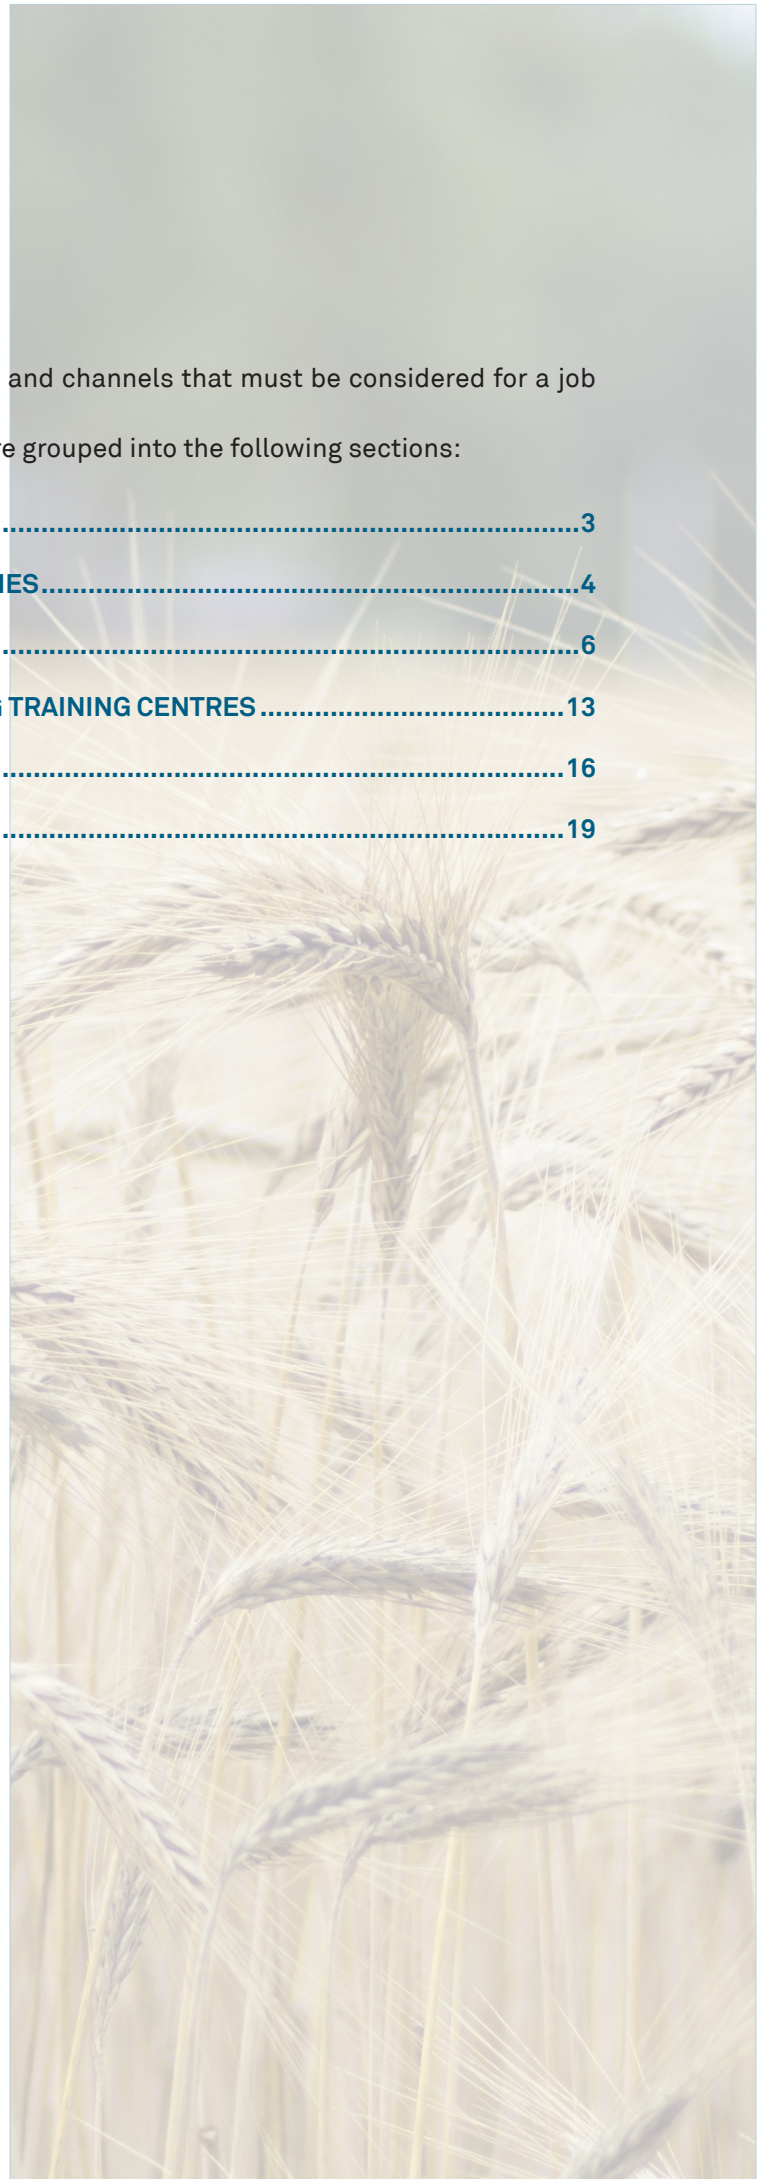 and channels that must be considered for a job
re grouped into the following sections:
..........................................................................3
IES.....................................................................4
..........................................................................6
G TRAINING CENTRES.......................................13
........................................................................16
........................................................................19